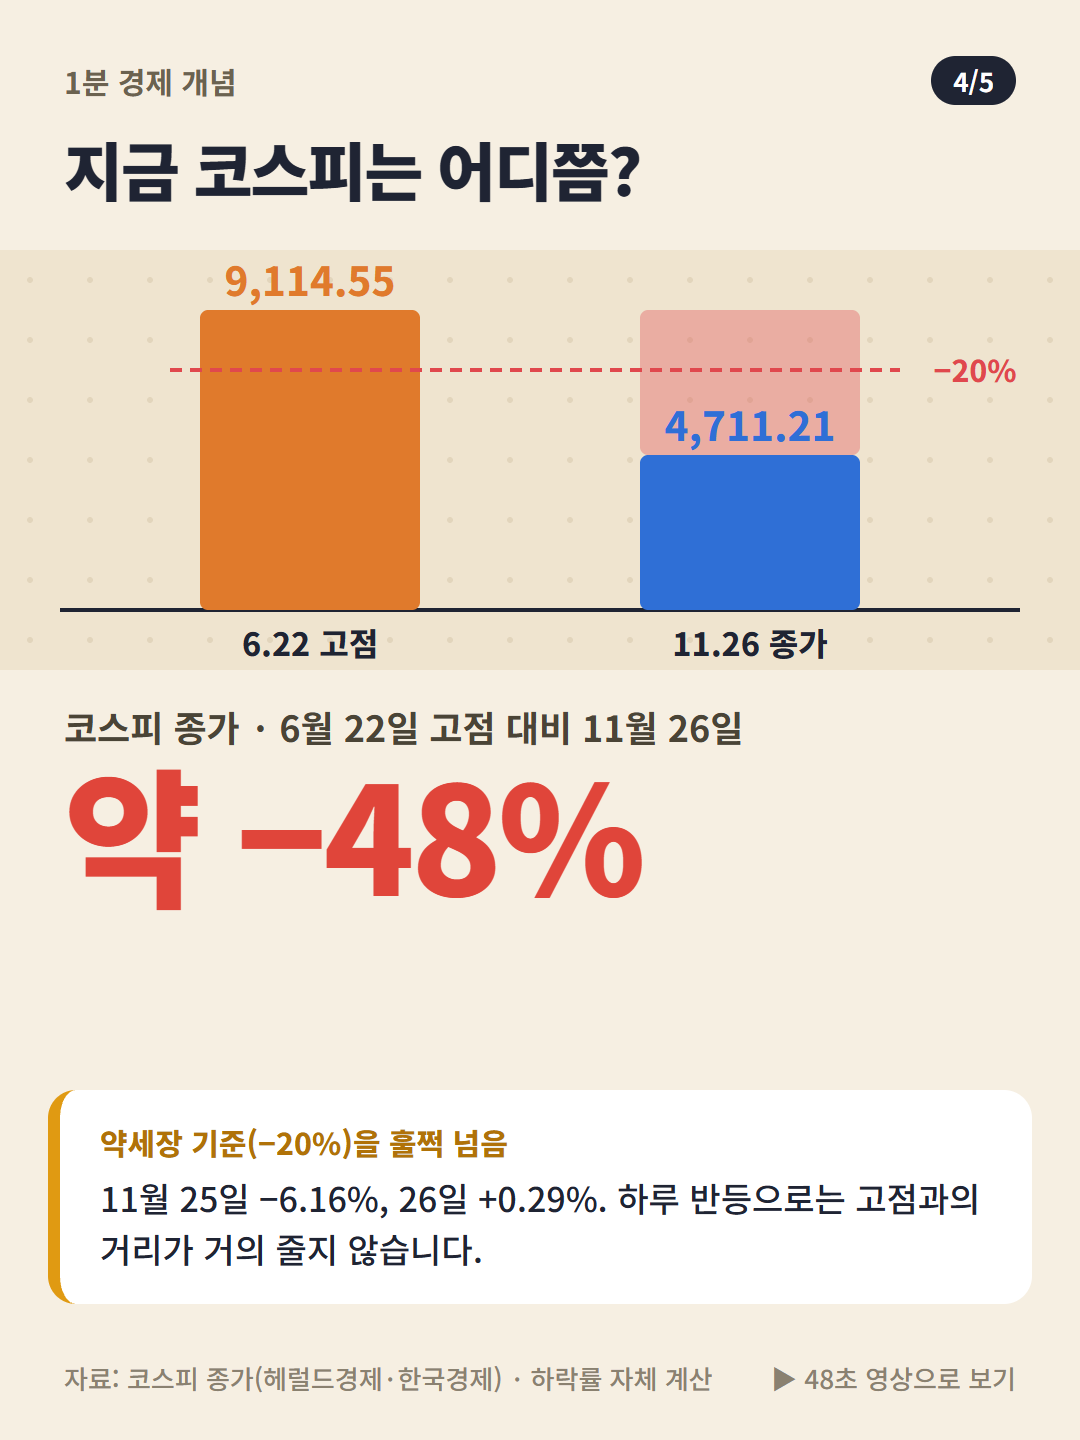 1분 경제 개념
4/5
지금 코스피는 어디쯤?
9,114.55
−20%
4,711.21
6.22 고점
11.26 종가
코스피 종가 · 6월 22일 고점 대비 11월 26일
약 −48%
약세장 기준(−20%)을 훌쩍 넘음
11월 25일 −6.16%, 26일 +0.29%. 하루 반등으로는 고점과의
거리가 거의 줄지 않습니다.
자료: 코스피 종가(헤럴드경제·한국경제) · 하락률 자체 계산
▶ 48초 영상으로 보기